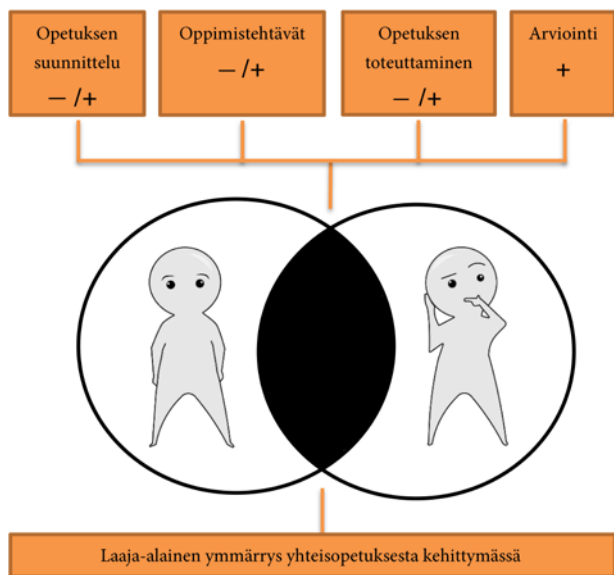 Opetuksen
suunnittelu
— /+
Oppimistehtävät
— /+
Opetuksen
toteuttaminen
— /+
Arviointi
+
Laaja-alainen ymmärrys yhteisopetuksesta kehittymässä